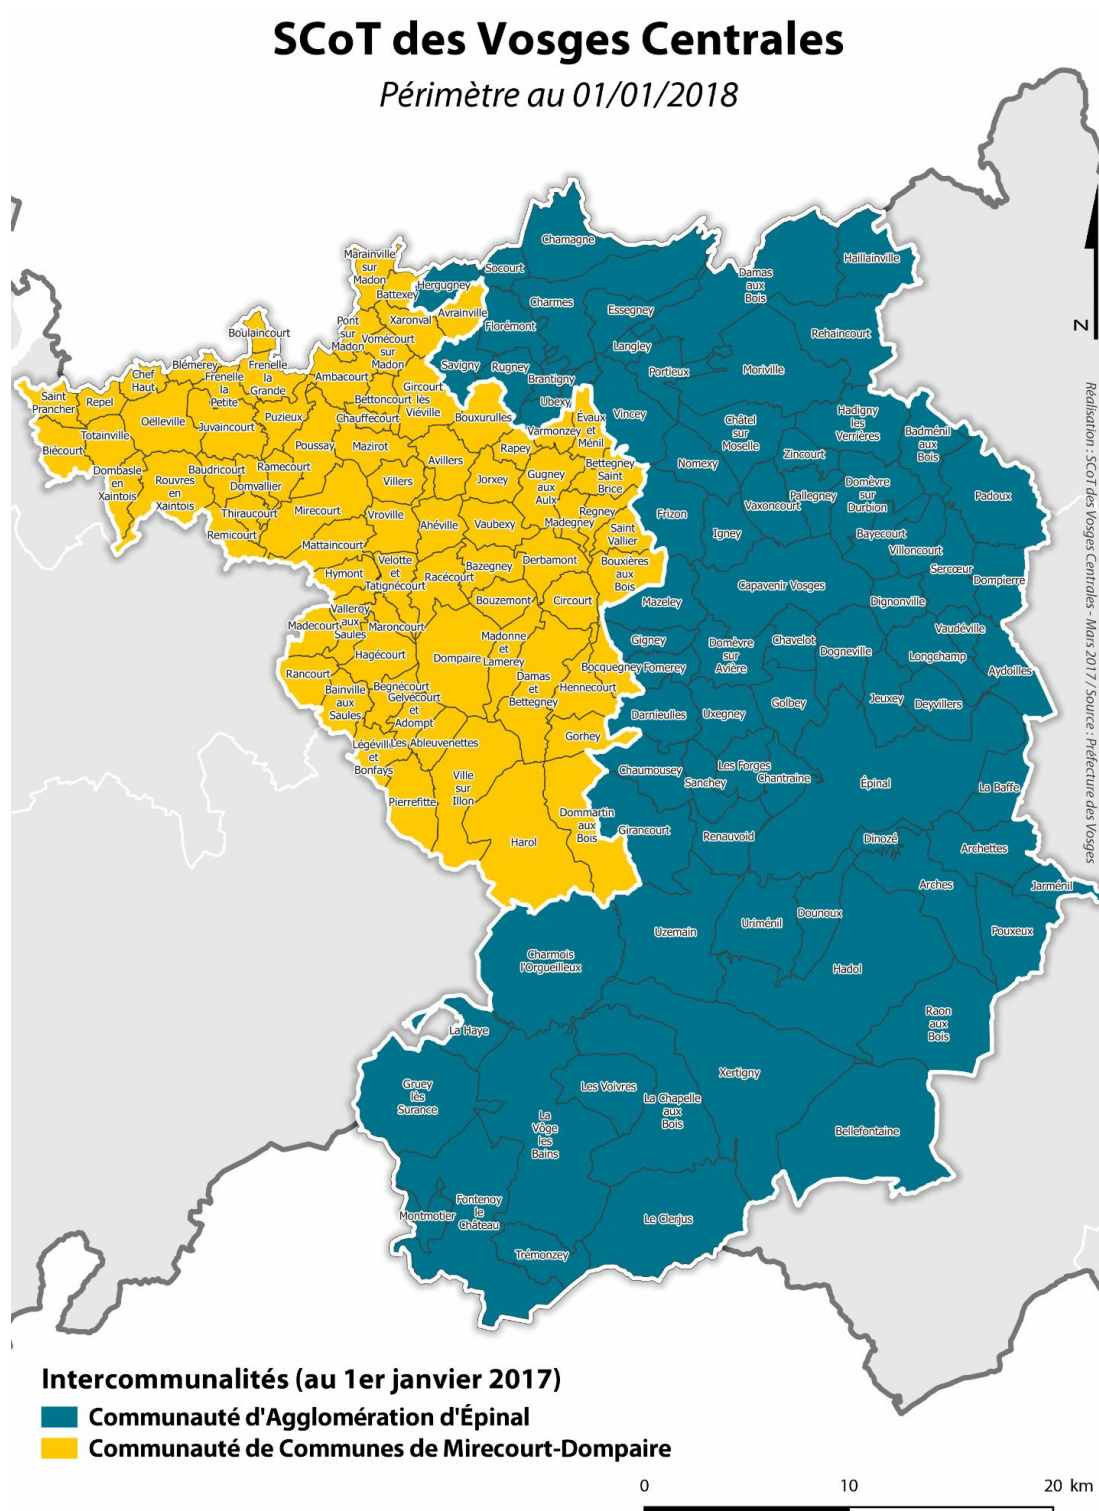 SCoT des Vosges Centrales
Périmètre au 01/01/2018
Chamagne
Haillainville
Marainville
sur
Madon
Socourt
Damas
aux
Bois
Hergugney
Battexey
Charmes
Essegney
Avrainville
Xaronval
Florémont
Pont
sur
Madon
Boulaincourt
Rehaincourt
Vomécourt
sur
Madon
Langley
Savigny
Rugney
Portieux
Moriville
Blémerey
Frenelle
la
Grande
Chef
Haut
Frenelle
la
Petite
Ambacourt
Brantigny
Gircourt
lès
Viéville
Bettoncourt
Ubexy
Saint
Prancher
Repel
Oëlleville
Juvaincourt
Puzieux
Chauffecourt
Bouxurulles
Évaux
et
Ménil
Vincey
Châtel
sur
Moselle
Hadigny
les
Verrières
Badménil
aux
Bois
Varmonzey
Totainville
Biécourt
Poussay
Mazirot
Rapey
Zincourt
Avillers
Nomexy
Bettegney
Saint
Brice
Dombasle
en
Xaintois
Rouvres
en
Xaintois
Baudricourt
Ramecourt
Domvallier
Villers
Jorxey
Gugney
aux
Aulx
Domèvre
sur
Durbion
Pallegney
Vaxoncourt
Padoux
Thiraucourt
Mirecourt
Vroville
Ahéville
Vaubexy
Madegney
Regney
Frizon
Saint
Vallier
Igney
Bayecourt
Remicourt
Mattaincourt
Villoncourt
Velotte
et
Tatignécourt
Bazegney
Derbamont
Bouxières
aux
Bois
Sercœur
Dompierre
Hymont
Racécourt
Capavenir Vosges
Bouzemont
Circourt
Mazeley
Dignonville
Valleroy
aux
Saules
Madecourt
Maroncourt
Vaudéville
Madonne
et
Lamerey
Gigney
Domèvre
sur
Avière
Chavelot
Dogneville
Longchamp
Hagécourt
Dompaire
Rancourt
Bocquegney
Fomerey
Aydoilles
Damas
et
Bettegney
Hennecourt
Bainville
aux
Saules
Begnécourt
Gelvécourt
et
Adompt
Jeuxey
Deyvillers
Golbey
Darnieulles
Uxegney
Gorhey
Légéville
et
Bonfays
Les Ableuvenettes
Les Forges
Chaumousey
Sanchey
Chantraine
Épinal
La Baffe
Ville
sur
Illon
Pierrefitte
Dommartin
aux
Bois
Harol
Girancourt
Renauvoid
Dinozé
Archettes
Arches
Jarménil
Dounoux
Uriménil
Uzemain
Pouxeux
Charmois
l'Orgueilleux
Hadol
Raon
aux
Bois
La Haye
Xertigny
Gruey
lès
Surance
Les Voivres
La Chapelle
aux
Bois
La
Vôge
les
Bains
Bellefontaine
Fontenoy
le
Château
Montmotier
Le Clerjus
Trémonzey
N
Réalisation : SCoT des Vosges Centrales - Mars 2017 / Source : Préfecture des Vosges
Intercommunalités (au 1er janvier 2017)
Communauté d'Agglomération d'Épinal
Communauté de Communes de Mirecourt-Dompaire
0 10 20 km